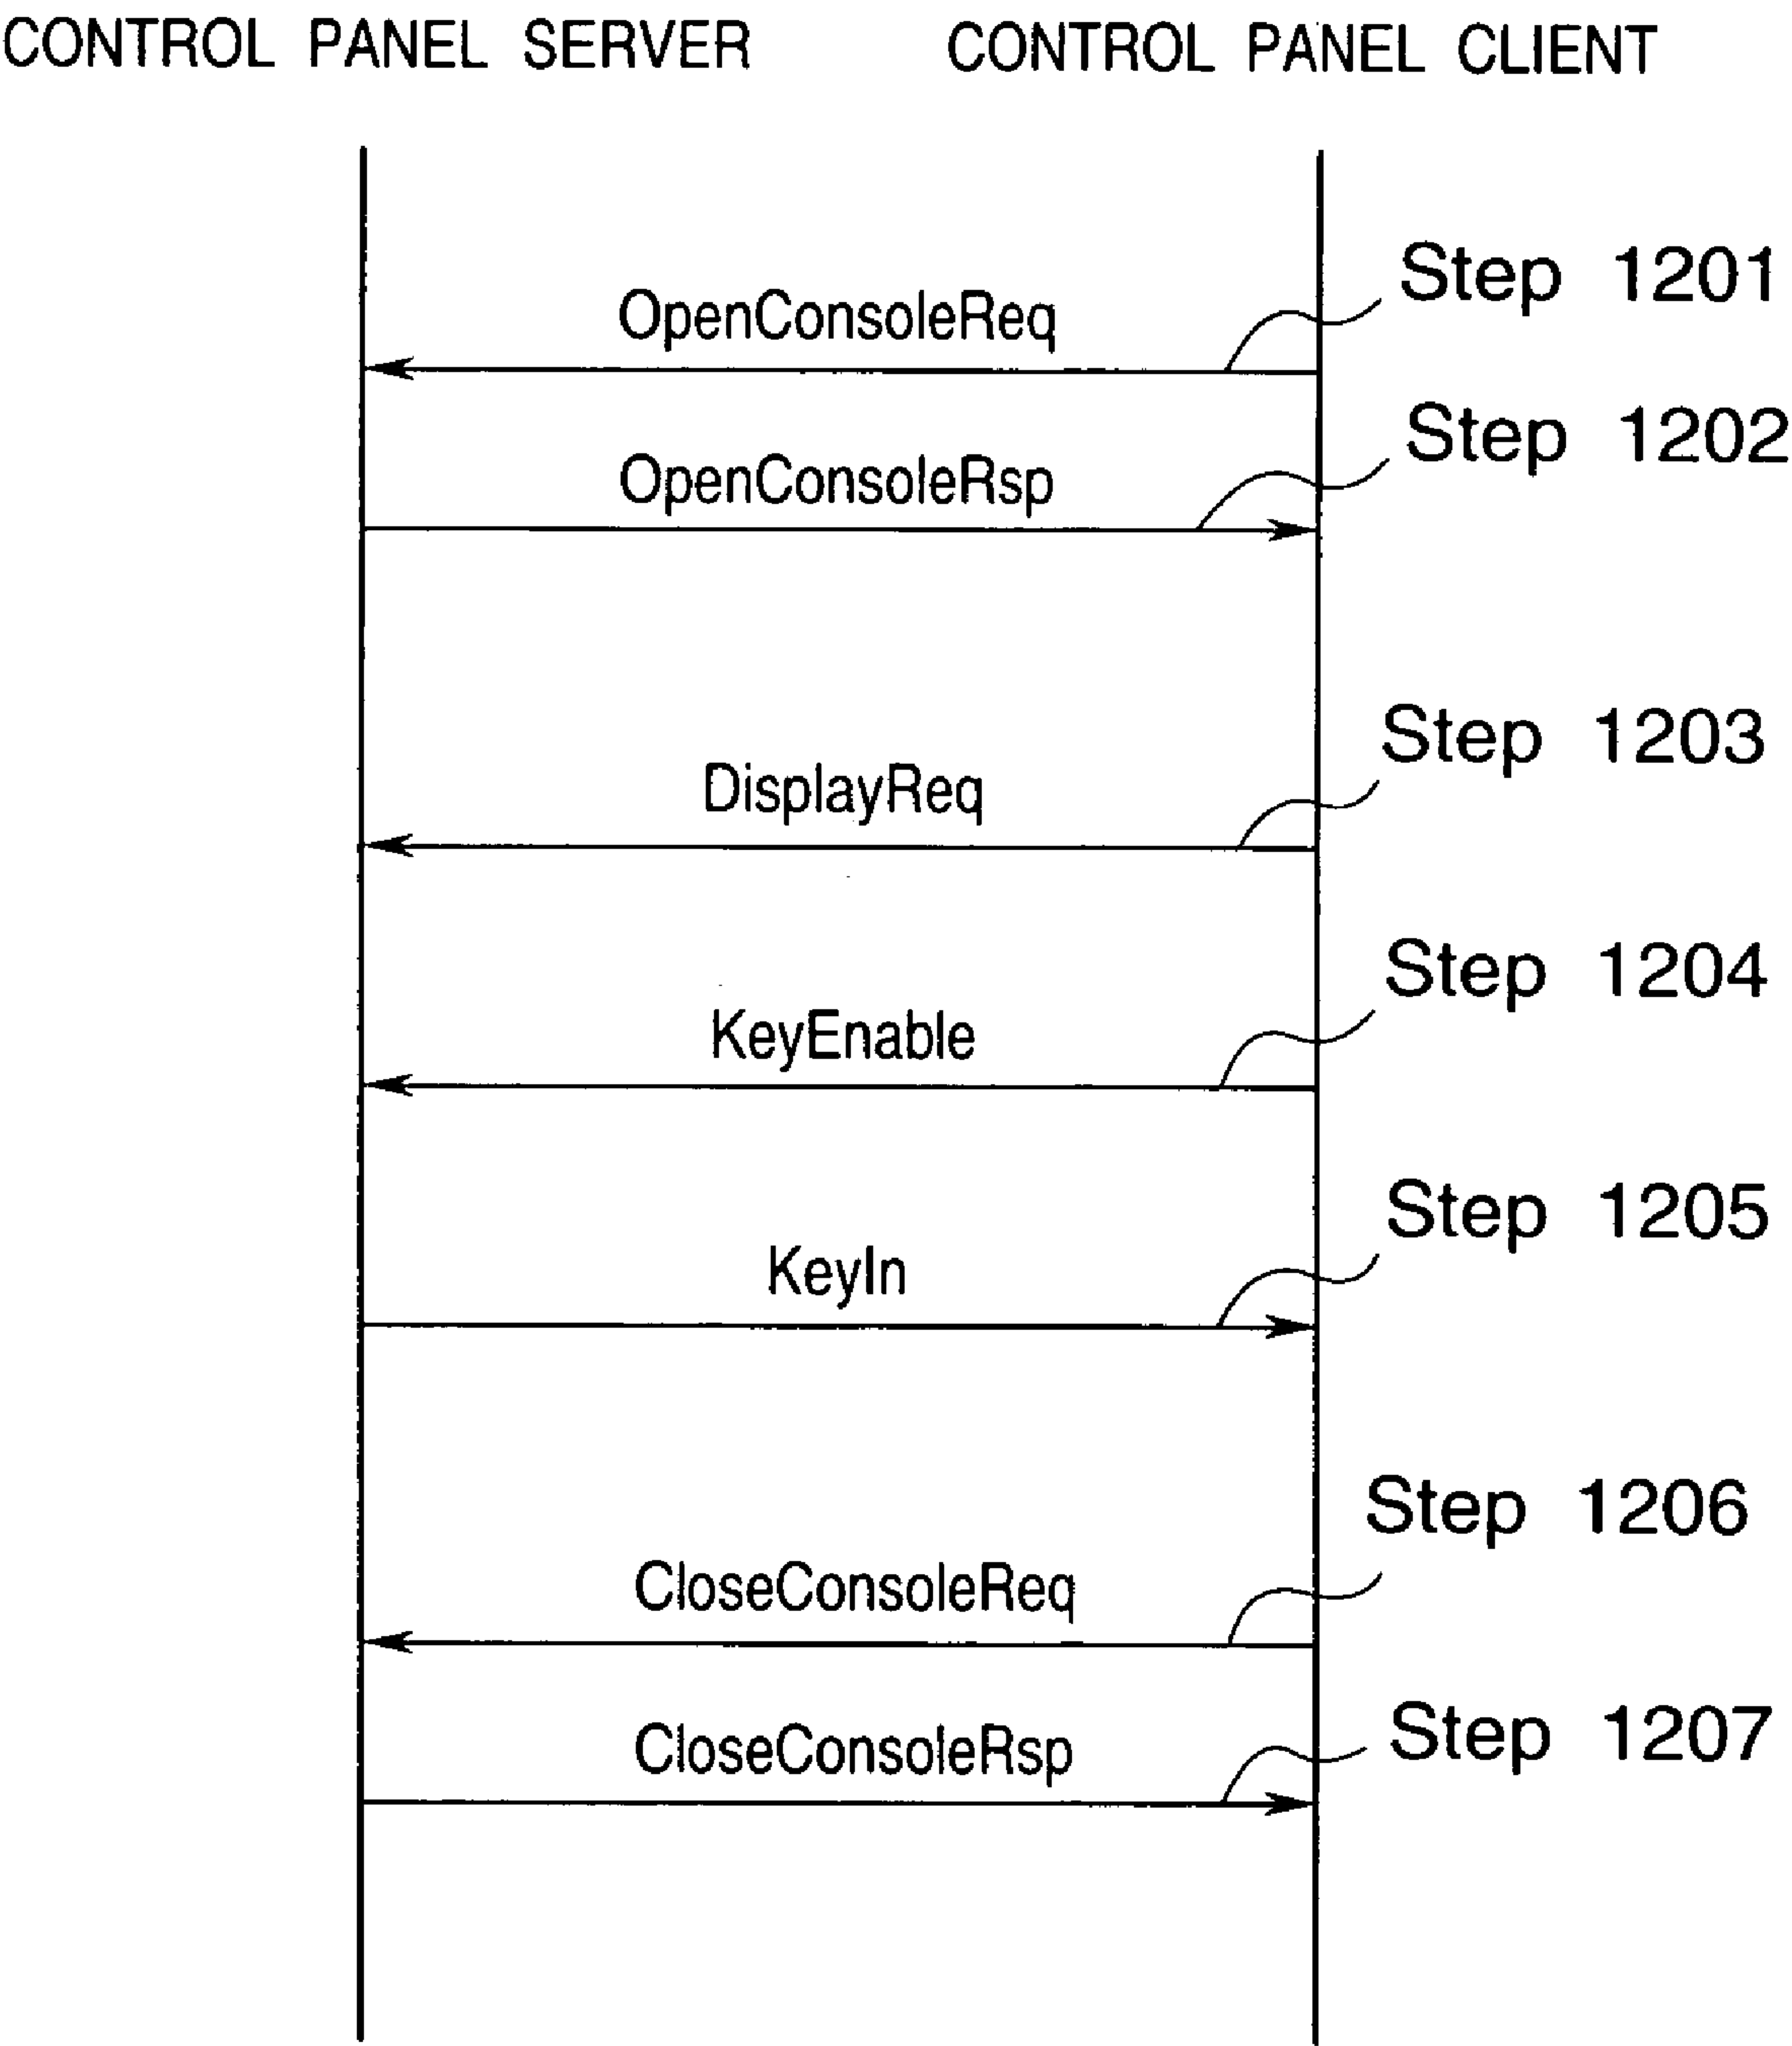 CONTROL PANEL SERVER
CONTROL PANEL CLIENT
Step 1201
OpenConsoleReq
Step 1202
OpenConsoleRsp
Step 1203
DisplayReq
Step 1204
KeyEnable
Step 1205
KeyIn
Step 1206
CloseConsoleReq
Step 1207
CloseConsoleRsp